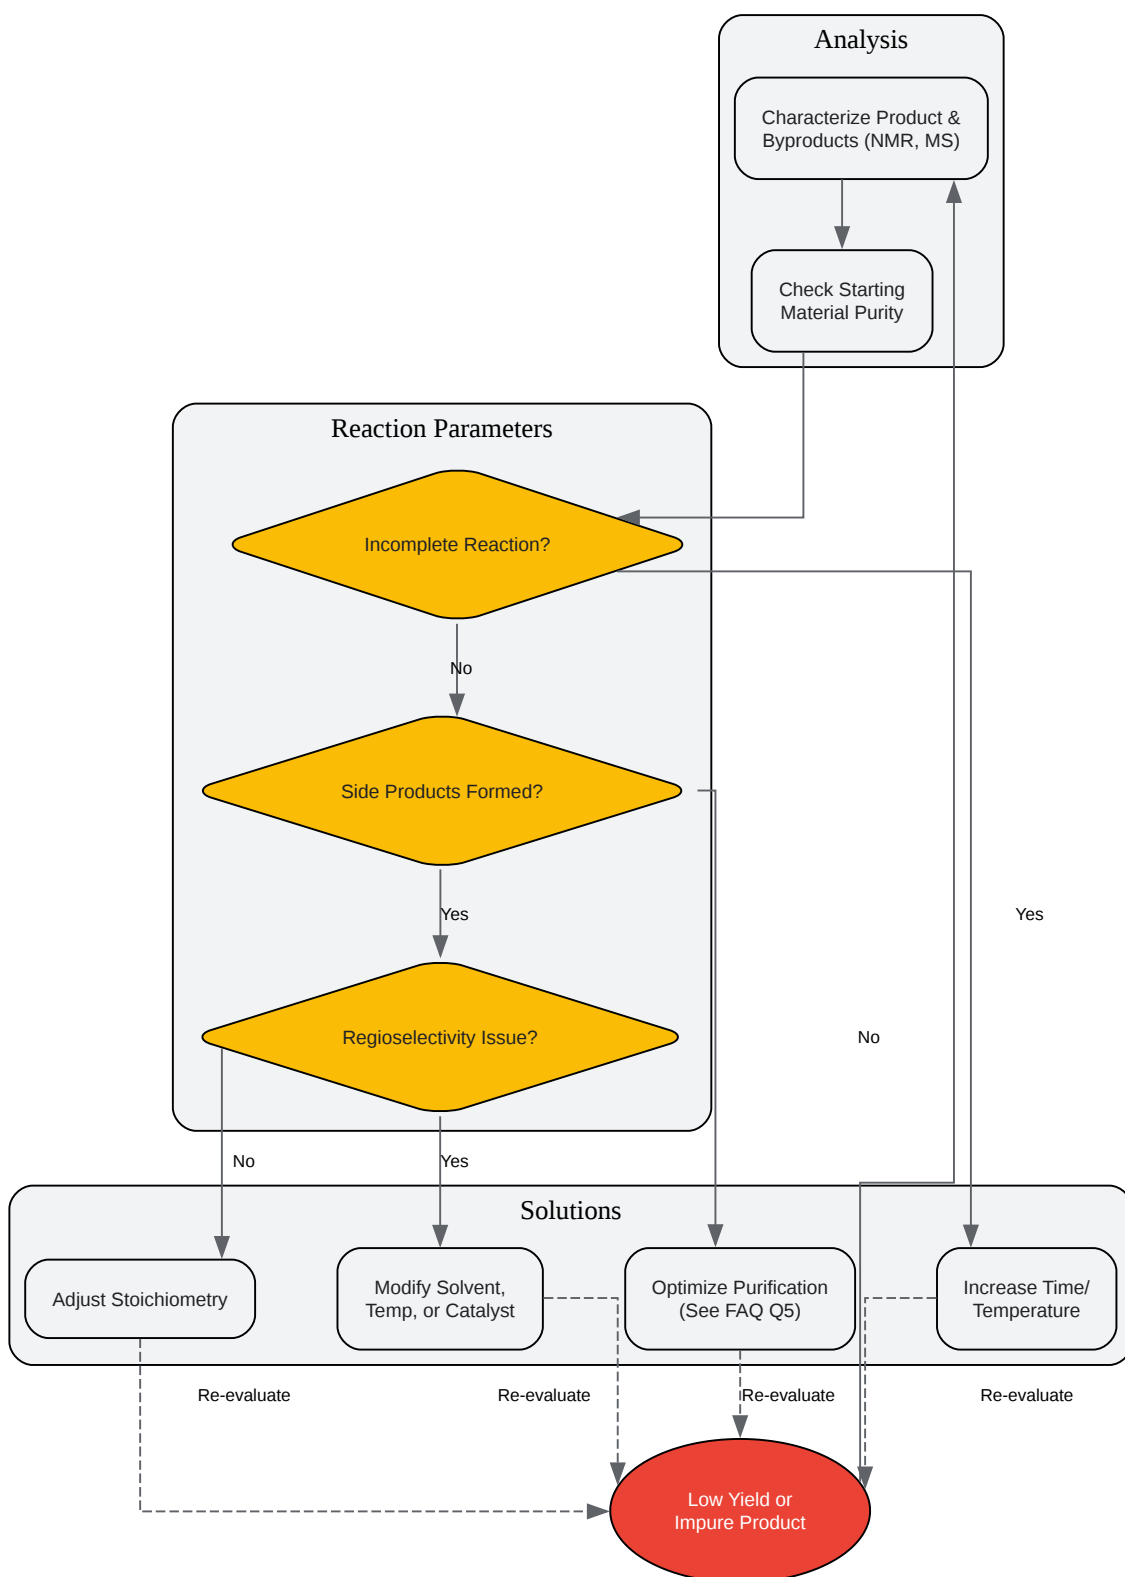 Analysis
Characterize Product &
Byproducts (NMR, MS)
Check Starting
Material Purity
Reaction Parameters
Incomplete Reaction?
No
Side Products Formed?
Yes
Yes
Regioselectivity Issue?
No
No
Yes
Solutions
Adjust Stoichiometry
Modify Solvent,
Temp, or Catalyst
Optimize Purification
(See FAQ Q5)
Increase Time/
Temperature
Re-evaluate
Re-evaluate
Re-evaluate
Re-evaluate
Low Yield or
Impure Product